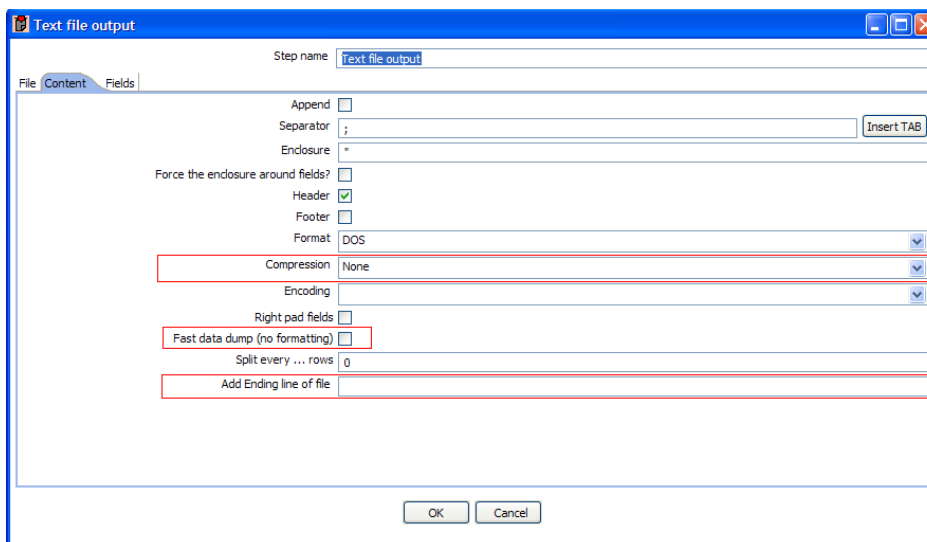 Text file output
Step name Text file output
File Content Fields
Append
Separator ; Insert TAB
Enclosure "
Force the enclosure around fields?
Header
Footer
Format DOS
Compression None
Encoding
Right pad fields
Fast data dump (no formatting)
Split every ... rows 0
Add Ending line of file
OK Cancel